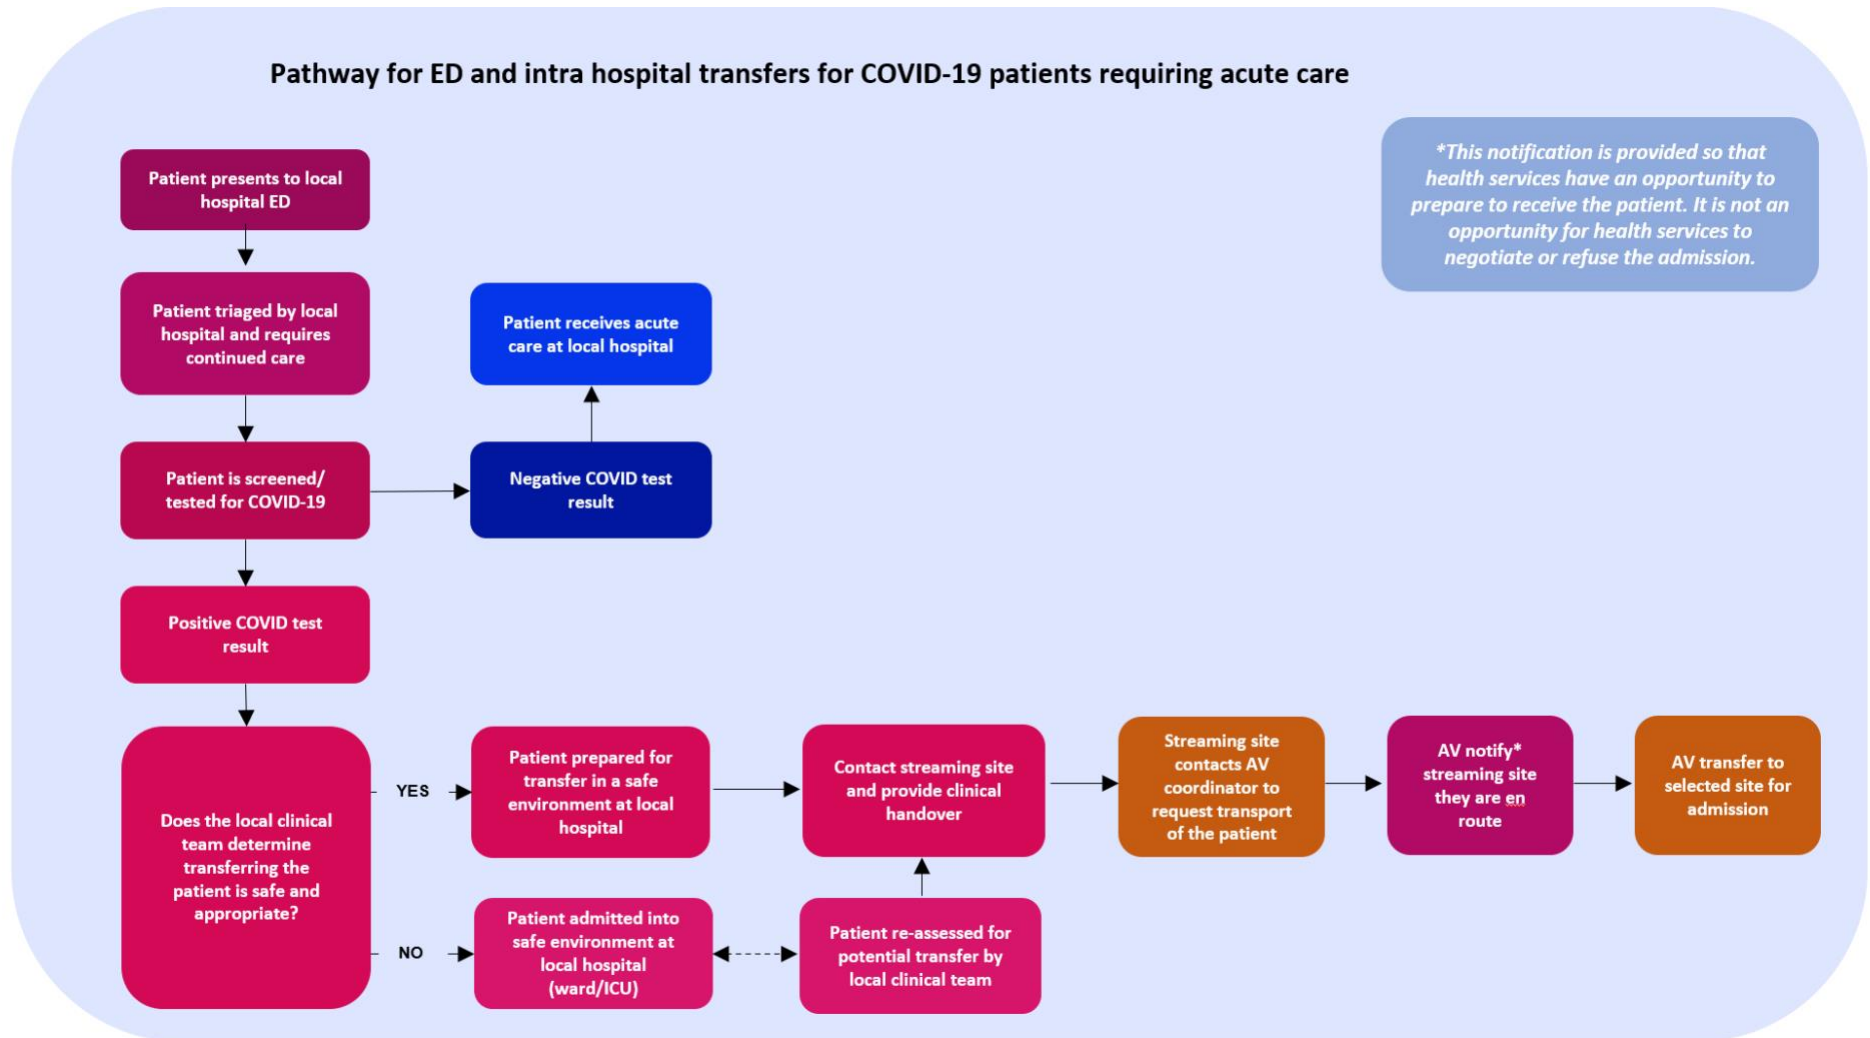 Pathway for ED and intra hospital transfers for COVID-19 patients requiring acute care
*This notification is provided so that
health services have an opportunity to
prepare to receive the patient. It is not an
opportunity for health services to
negotiate or refuse the admission.
Patient presents to local
hospital ED
Patient triaged by local
hospital and requires
continued care
Patient receives acute
care at local hospital
Patient is screened/
tested for COVID-19
Negative COVID test
result
Positive COVID test
result
Does the local clinical
team determine
transferring the
patient is safe and
appropriate?
YES
Patient prepared for
transfer in a safe
environment at local
hospital
Contact streaming site
and provide clinical
handover
Streaming site
contacts AV
coordinator to
request transport
of the patient
AV notify*
streaming site
they are en
route
AV transfer to
selected site for
admission
NO
Patient admitted into
safe environment at
local hospital
(ward/ICU)
Patient re-assessed for
potential transfer by
local clinical team